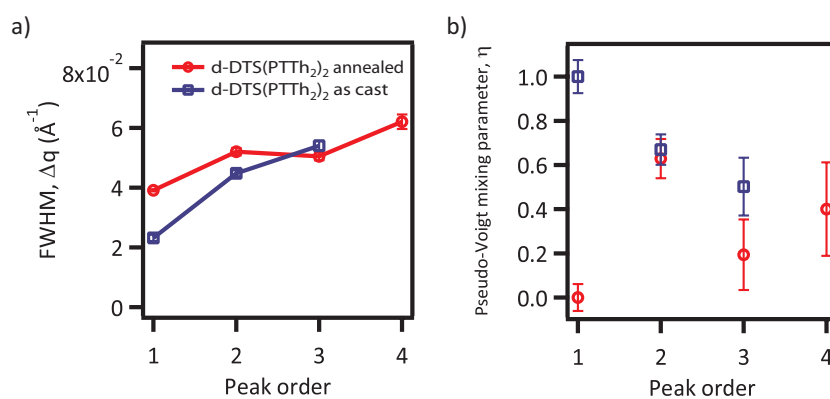 a)
FWHM, Δq (Å⁻¹)
8x10⁻²
6
4
2
0
d-DTS(PTTh₂)₂ annealed
d-DTS(PTTh₂)₂ as cast
1 2 3 4
Peak order
b)
Pseudo-Voigt mixing parameter, η
1.0
0.8
0.6
0.4
0.2
0.0
1 2 3 4
Peak order